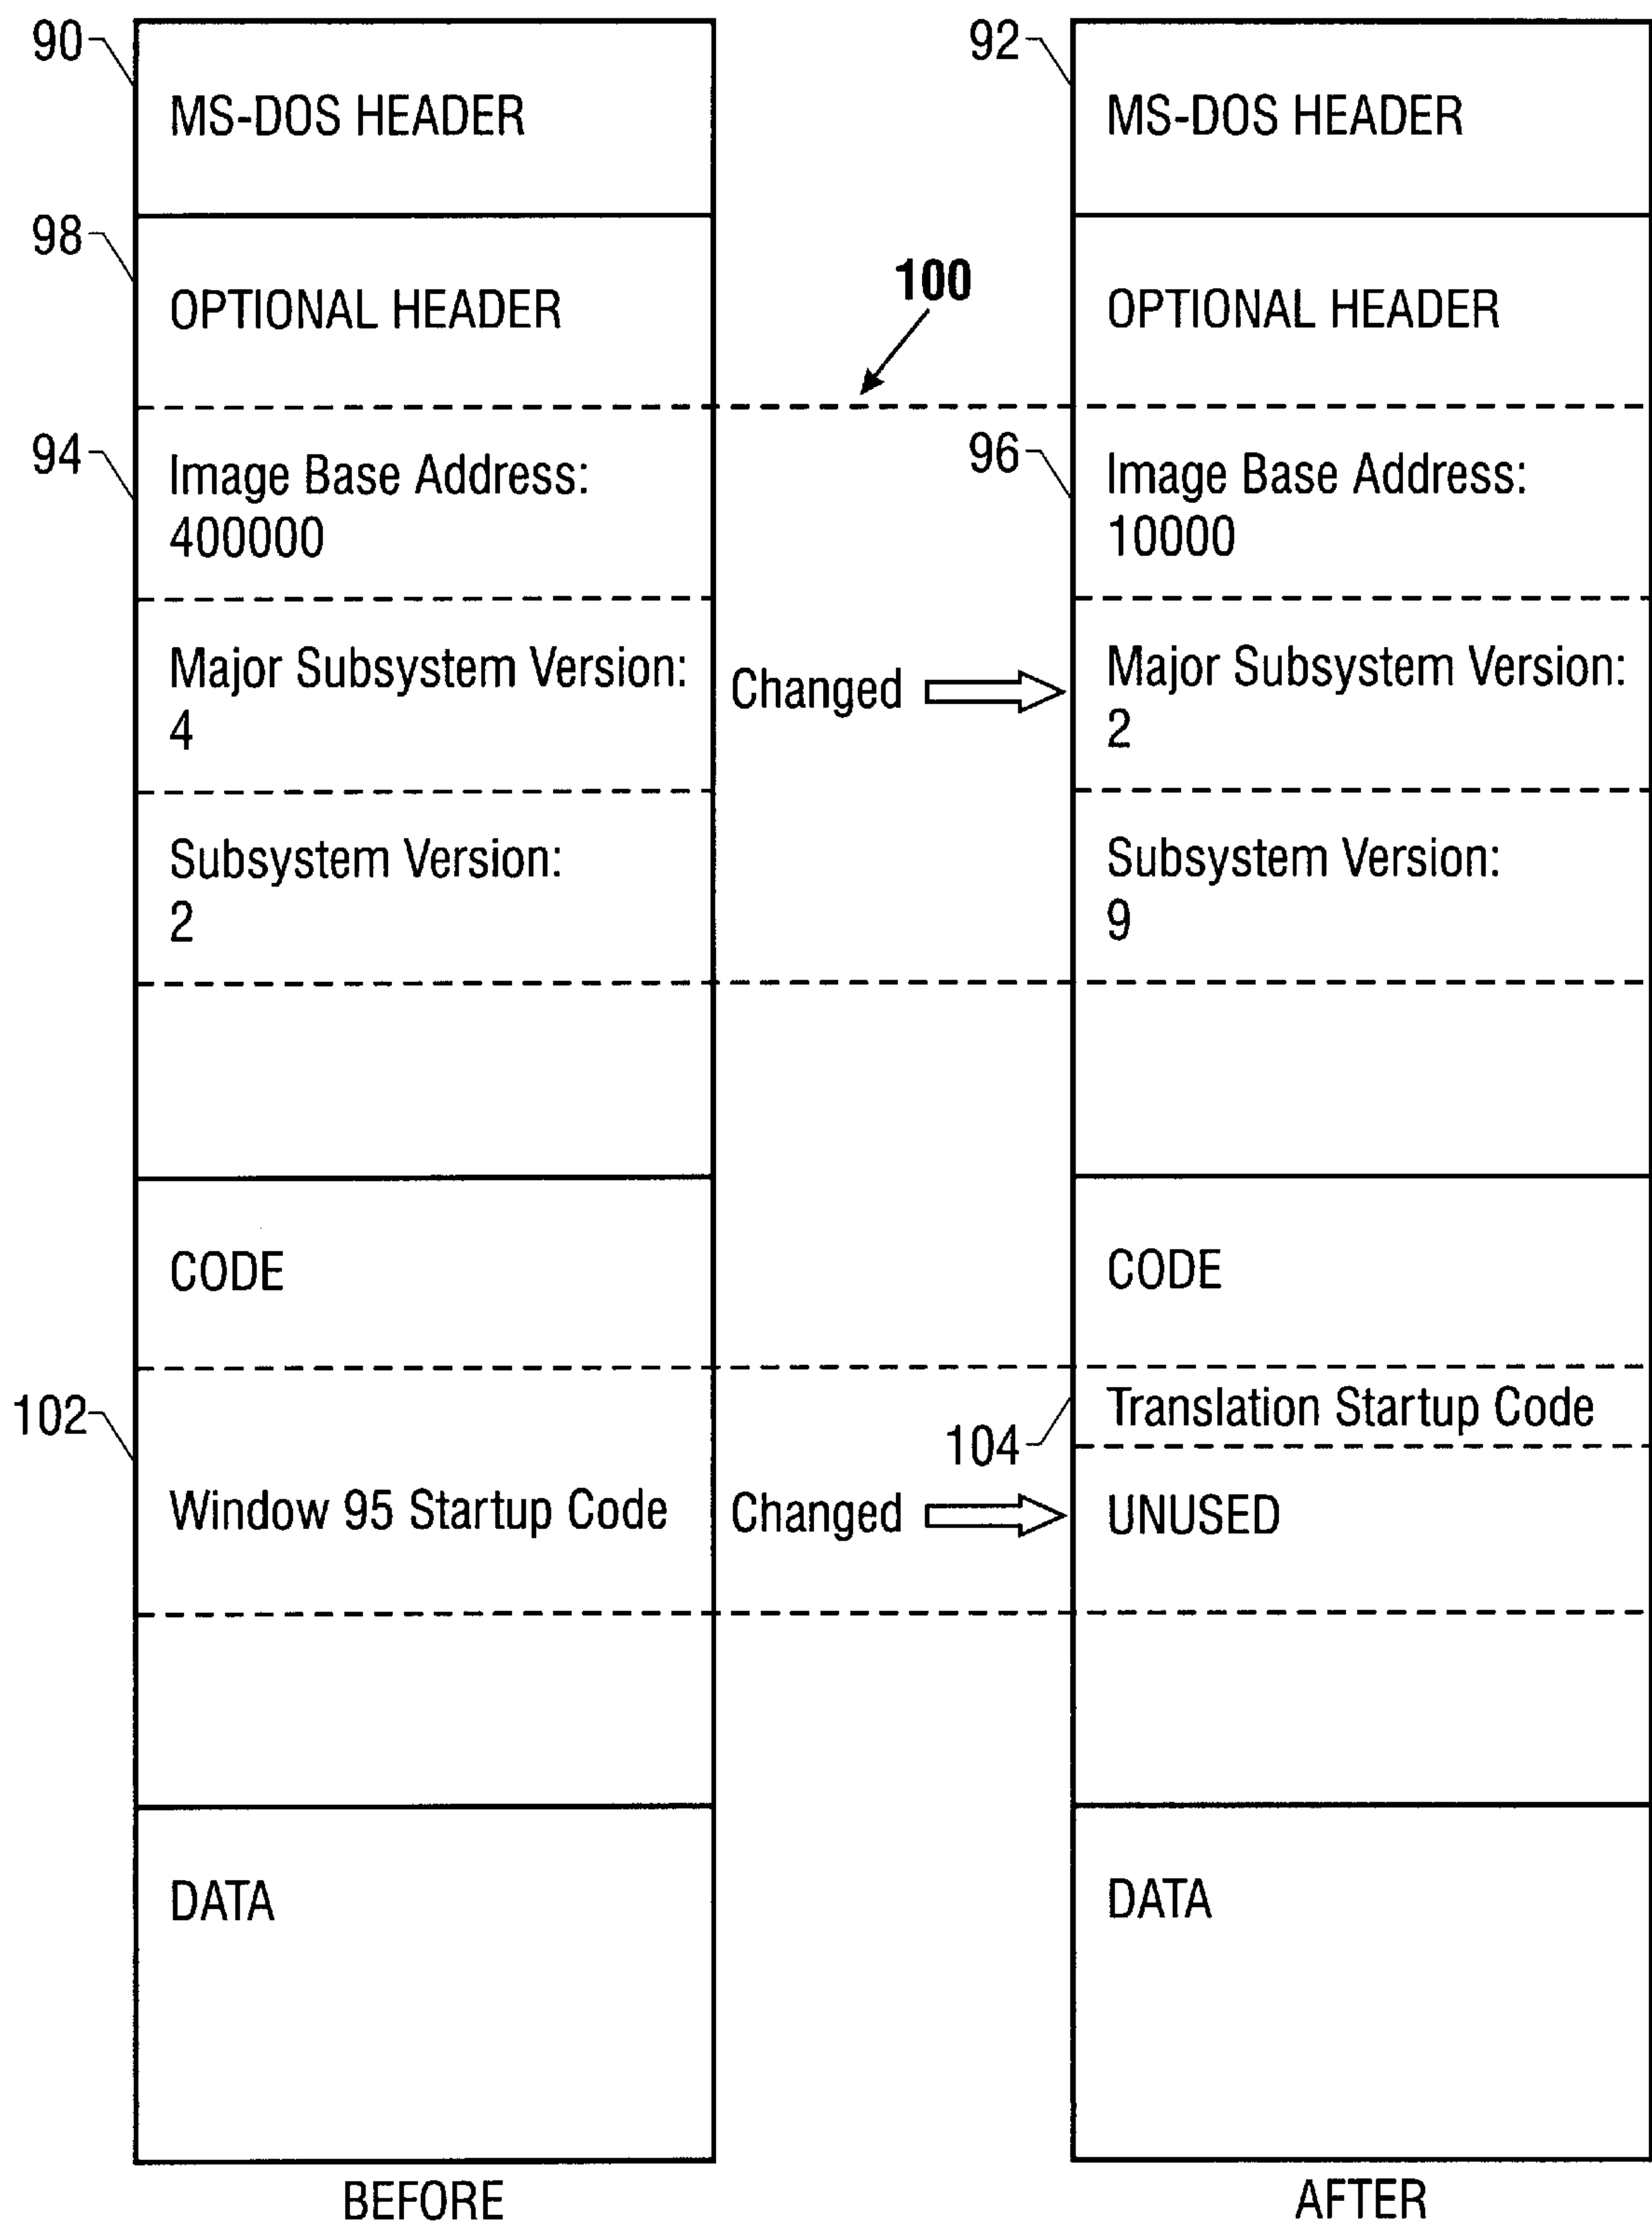 90
MS-DOS HEADER
98
OPTIONAL HEADER
94
Image Base Address:
400000
Major Subsystem Version:
4
Subsystem Version:
2
CODE
102
Window 95 Startup Code
DATA
BEFORE
100
Changed
Changed
92
MS-DOS HEADER
OPTIONAL HEADER
96
Image Base Address:
10000
Major Subsystem Version:
2
Subsystem Version:
9
CODE
104
Translation Startup Code
UNUSED
DATA
AFTER